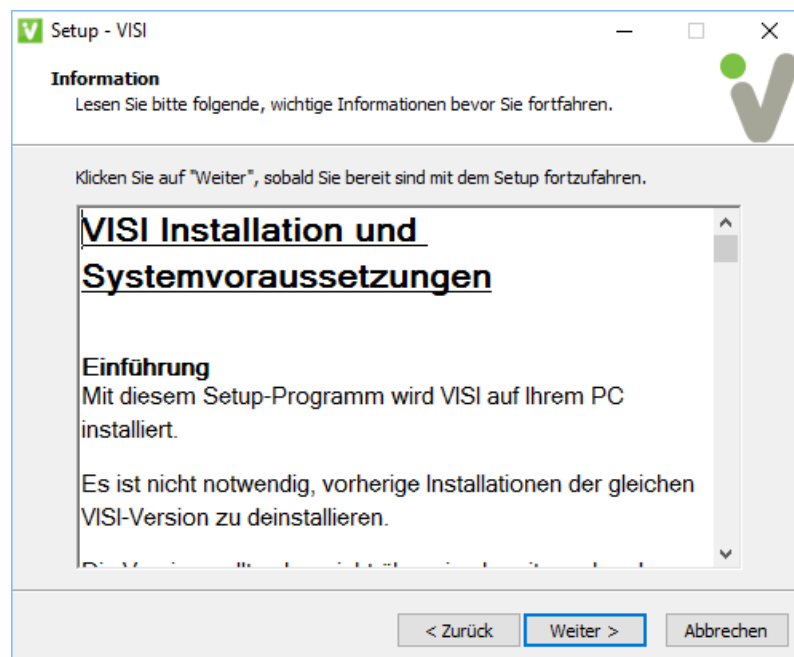 Setup - VISI
Information
Lesen Sie bitte folgende, wichtige Informationen bevor Sie fortfahren.
Klicken Sie auf "Weiter", sobald Sie bereit sind mit dem Setup fortzufahren.
VISI Installation und
Systemvoraussetzungen
Einführung
Mit diesem Setup-Programm wird VISI auf Ihrem PC
installiert.
Es ist nicht notwendig, vorherige Installationen der gleichen
VISI-Version zu deinstallieren.
< Zurück
Weiter >
Abbrechen